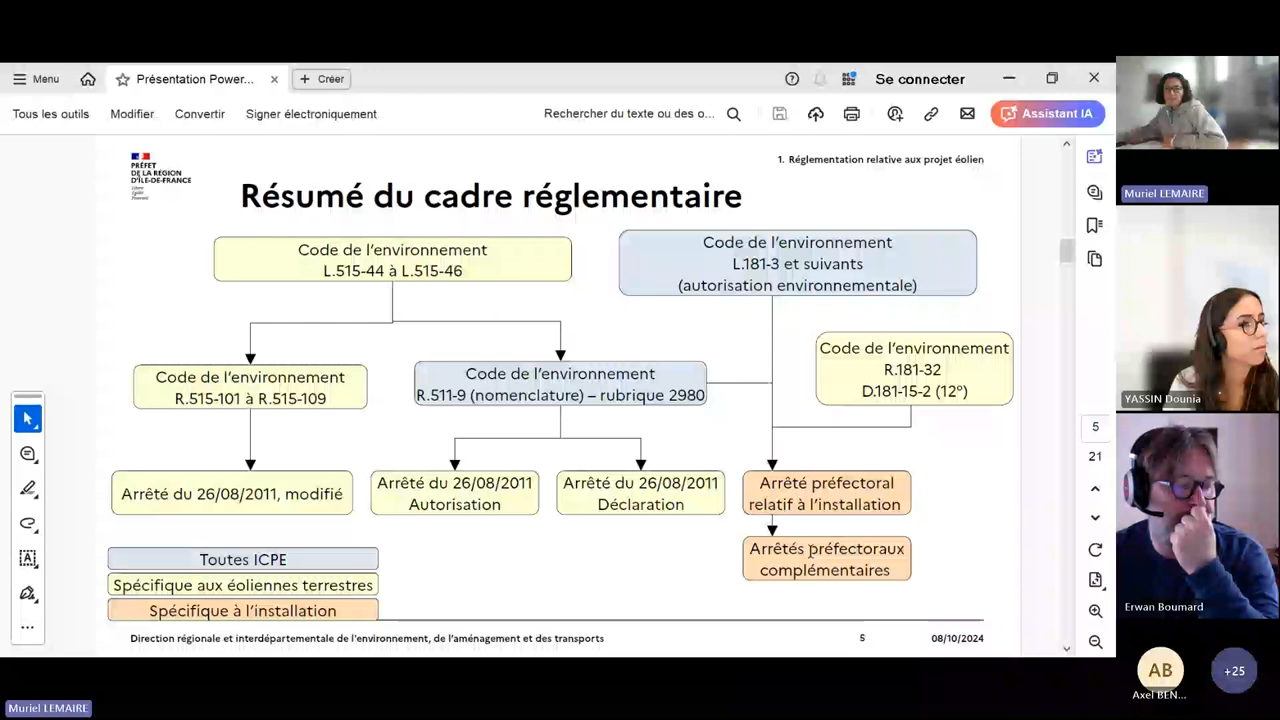 Menu
Présentation Power...
Créer
Se connecter
Tous les outils
Modifier
Convertir
Signer électroniquement
Rechercher du texte ou des o...
Assistant IA
PRÉFET
DE LA RÉGION
D'ÎLE-DE-FRANCE
Liberté
Égalité
Fraternité
1. Réglementation relative aux projet éolien
Résumé du cadre réglementaire
Code de l'environnement
L.515-44 à L.515-46
Code de l'environnement
L.181-3 et suivants
(autorisation environnementale)
Code de l'environnement
R.515-101 à R.515-109
Code de l'environnement
R.511-9 (nomenclature) – rubrique 2980
Code de l'environnement
R.181-32
D.181-15-2 (12°)
Arrêté du 26/08/2011, modifié
Arrêté du 26/08/2011
Autorisation
Arrêté du 26/08/2011
Déclaration
Arrêté préfectoral
relatif à l'installation
Arrêtés préfectoraux
complémentaires
Toutes ICPE
Spécifique aux éoliennes terrestres
Spécifique à l'installation
Direction régionale et interdépartementale de l'environnement, de l'aménagement et des transports
5
08/10/2024
5
21
Muriel LEMAIRE
YASSIN Dounia
Erwan Boumard
AB
Axel BEN...
+25
Muriel LEMAIRE